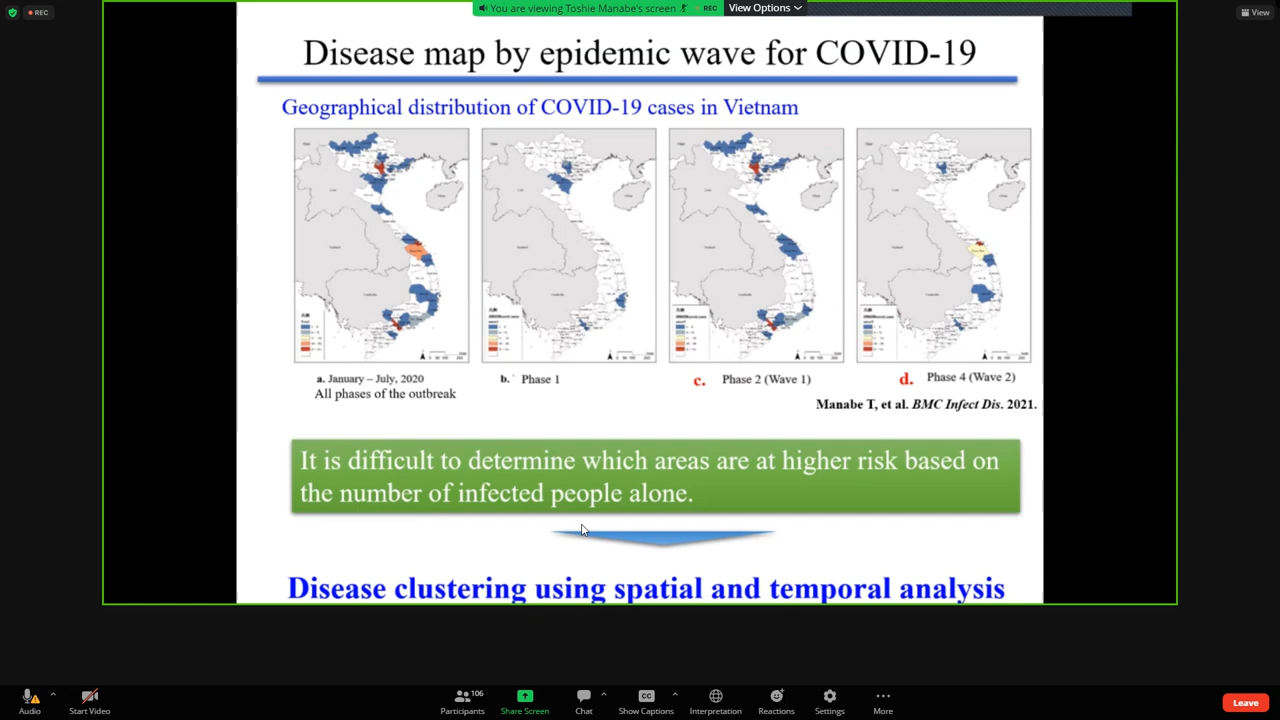 REC
You are viewing Toshie Manabe's screen
REC
View Options
View
Disease map by epidemic wave for COVID-19
Geographical distribution of COVID-19 cases in Vietnam
a. January – July, 2020
All phases of the outbreak
b. Phase 1
c. Phase 2 (Wave 1)
d. Phase 4 (Wave 2)
Manabe T, et al. BMC Infect Dis. 2021.
It is difficult to determine which areas are at higher risk based on
the number of infected people alone.
Disease clustering using spatial and temporal analysis
Audio
Start Video
106
Participants
Share Screen
Chat
CC
Show Captions
Interpretation
Reactions
Settings
More
Leave